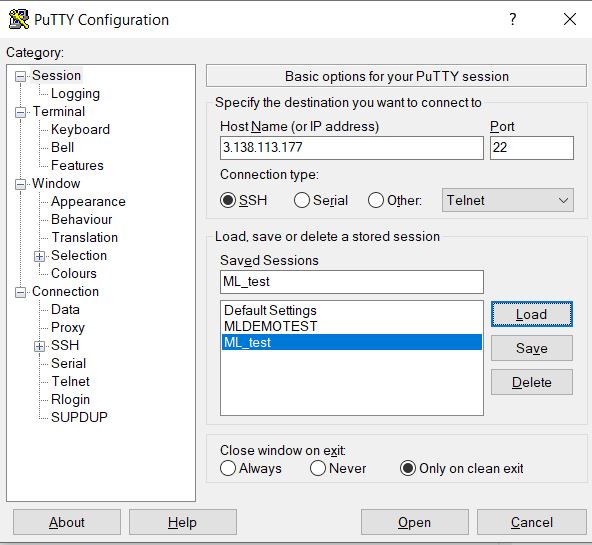 PuTTY Configuration
?
Category:
Session
Logging
Terminal
Keyboard
Bell
Features
Window
Appearance
Behaviour
Translation
Selection
Colours
Connection
Data
Proxy
SSH
Serial
Telnet
Rlogin
SUPDUP
Basic options for your PuTTY session
Specify the destination you want to connect to
Host Name (or IP address) Port
3.138.113.177 22
Connection type:
SSH Serial Other: Telnet
Load, save or delete a stored session
Saved Sessions
ML_test
Default Settings
MLDEMOTEST
ML_test
Load
Save
Delete
Close window on exit:
Always Never Only on clean exit
About Help Open Cancel